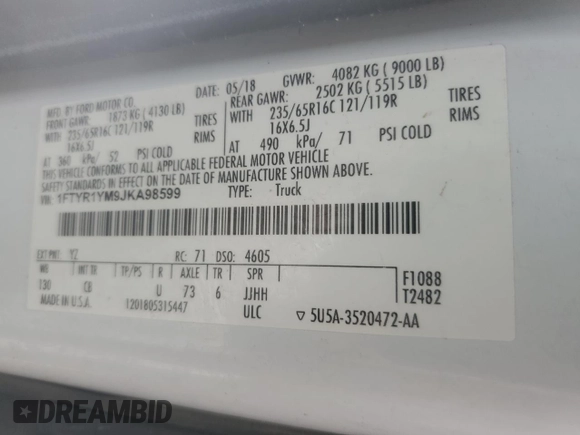 MFD. BY FORD MOTOR CO.
DATE: 05/18 GVWR: 4082 KG ( 9000 LB)
FRONT GAWR: 1873 KG ( 4130 LB)
REAR GAWR: 2502 KG ( 5515 LB)
WITH 235/65R16C 121/119R TIRES
WITH 235/65R16C 121/119R TIRES
16X6.5J RIMS
16X6.5J RIMS
AT 360 kPa/ 52 PSI COLD
AT 490 kPa/ 71 PSI COLD
THIS VEHICLE CONFORMS TO ALL APPLICABLE FEDERAL MOTOR VEHICLE
SAFETY STANDARDS IN EFFECT ON THE DATE OF MANUFACTURE SHOWN ABOVE.
VIN: 1FTYR1YM9JKA98599
TYPE: Truck
EXT PNT: YZ RC: 71 DSO: 4605
WB INT TR TP/PS R AXLE TR SPR
130 CB U 73 6 JJHH
F1088
T2482
MADE IN U.S.A. 1201805315447 ULC
▽ 5U5A-3520472-AA
DREAMBID